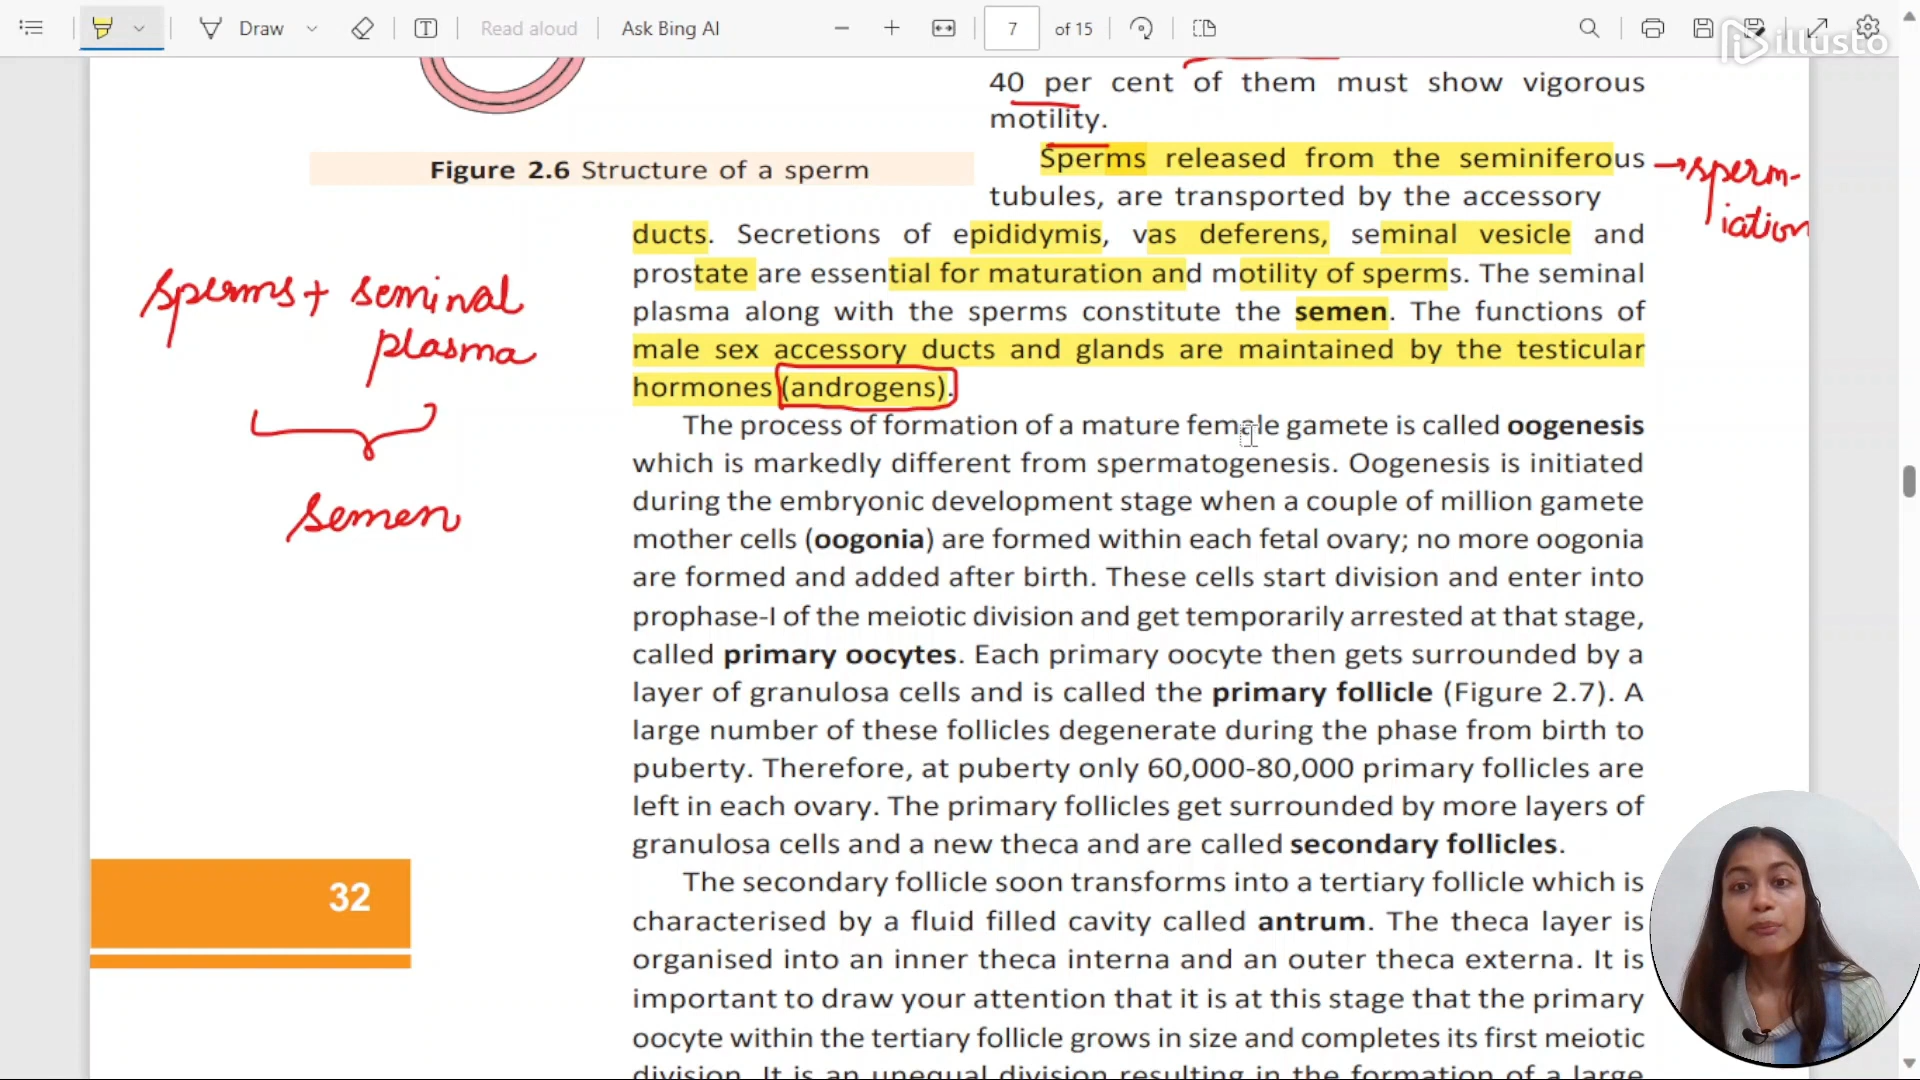 Read aloud
Draw
Ask Bing AI
7
of 15
illusto
40 per cent of them must show vigorous
motility.
Figure 2.6 Structure of a sperm
Sperms released from the seminiferous
→ sperm-
iation
tubules, are transported by the accessory
ducts. Secretions of epididymis, vas deferens, seminal vesicle and
prostate are essential for maturation and motility of sperms. The seminal
plasma along with the sperms constitute the semen. The functions of
male sex accessory ducts and glands are maintained by the testicular
hormones (androgens).
sperms + seminal
plasma
semen
The process of formation of a mature female gamete is called oogenesis
which is markedly different from spermatogenesis. Oogenesis is initiated
during the embryonic development stage when a couple of million gamete
mother cells (oogonia) are formed within each fetal ovary; no more oogonia
are formed and added after birth. These cells start division and enter into
prophase-I of the meiotic division and get temporarily arrested at that stage,
called primary oocytes. Each primary oocyte then gets surrounded by a
layer of granulosa cells and is called the primary follicle (Figure 2.7). A
large number of these follicles degenerate during the phase from birth to
puberty. Therefore, at puberty only 60,000-80,000 primary follicles are
left in each ovary. The primary follicles get surrounded by more layers of
granulosa cells and a new theca and are called secondary follicles.
32
The secondary follicle soon transforms into a tertiary follicle which is
characterised by a fluid filled cavity called antrum. The theca layer is
organised into an inner theca interna and an outer theca externa. It is
important to draw your attention that it is at this stage that the primary
oocyte within the tertiary follicle grows in size and completes its first meiotic
division. It is an unequal division resulting in the formation of a large